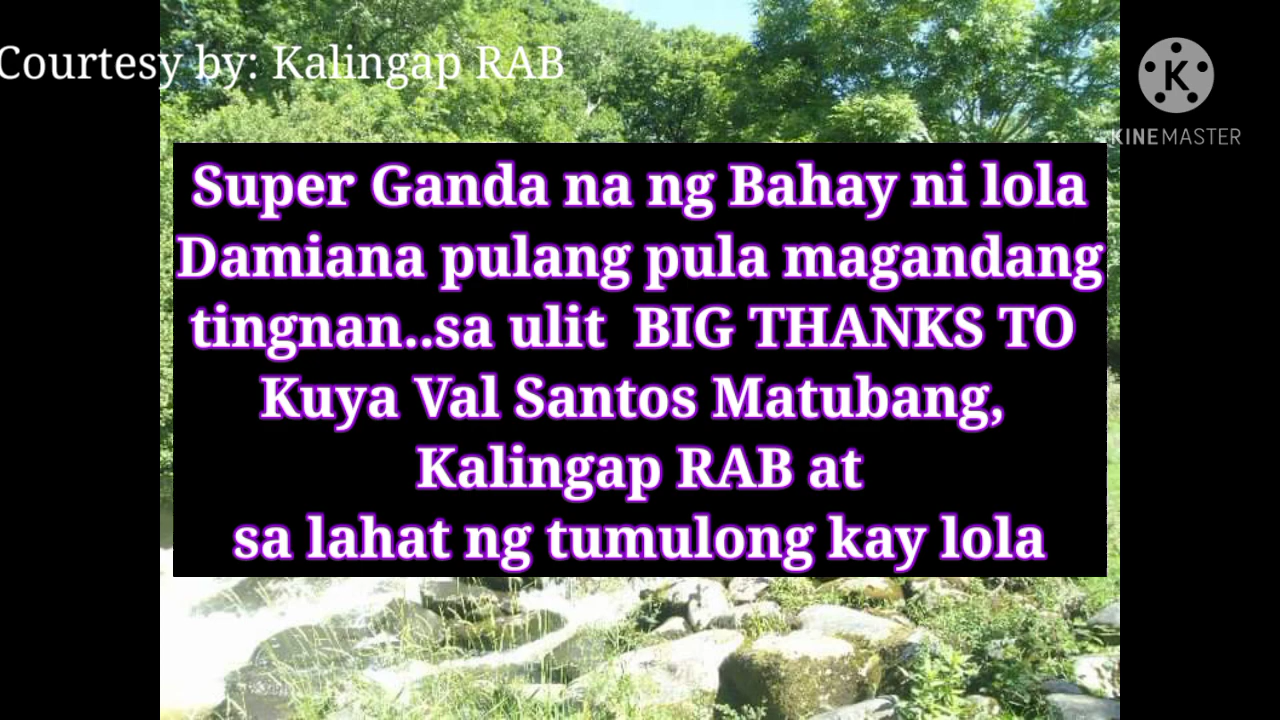 Courtesy by: Kalingap RAB
K
KINEMASTER
Super Ganda na ng Bahay ni lola
Damiana pulang pula magandang
tingnan..sa ulit BIG THANKS TO
Kuya Val Santos Matubang,
Kalingap RAB at
sa lahat ng tumulong kay lola